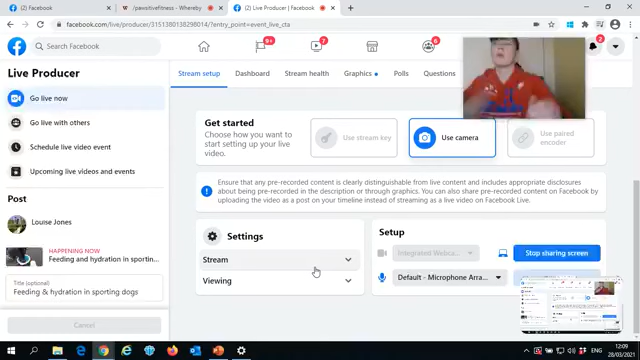 Facebook
/pawsitivefitness - Whereby
Live Producer | Facebook
facebook.com/live/producer/3151380138298014/?entry_point=event_live_cta
Search Facebook
9+
7
6
Live Producer
Go live now
Go live with others
Schedule live video event
Upcoming live videos and events
Post
Louise Jones
HAPPENING NOW
Feeding and hydration in sportin...
Title (optional)
Feeding & hydration in sporting dogs
Cancel
Stream setup
Dashboard
Stream health
Graphics
Polls
Questions
Get started
Choose how you want to start setting up your live video.
Use stream key
Use camera
Use paired encoder
Ensure that any pre-recorded content is clearly distinguishable from live content and includes appropriate disclosures
about being pre-recorded in the description or through graphics. You can also share pre-recorded content on Facebook by
uploading the video as a post on your timeline instead of streaming as a live video on Facebook Live.
Settings
Stream
Viewing
Setup
Integrated Webca...
Stop sharing screen
Default - Microphone Arra...
ENG
12:09
28/03/2021